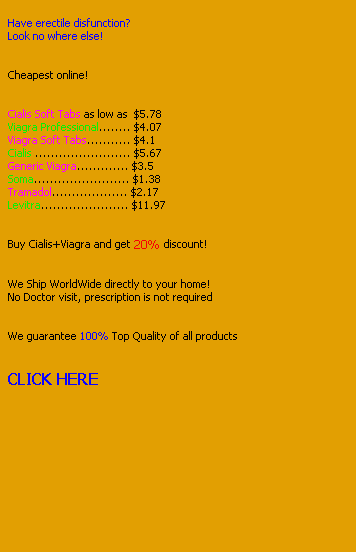 Have erectile disfunction?
Look no where else!
Cheapest online!
Cialis Soft Tabs as low as $5.78
Viagra Professional........ $4.07
Viagra Soft Tabs........... $4.1
Cialis ........................ $5.67
Generic Viagra............. $3.5
Soma........................ $1.38
Tramadol................... $2.17
Levitra...................... $11.97
Buy Cialis+Viagra and get 20% discount!
We Ship WorldWide directly to your home!
No Doctor visit, prescription is not required
We guarantee 100% Top Quality of all products
CLICK HERE